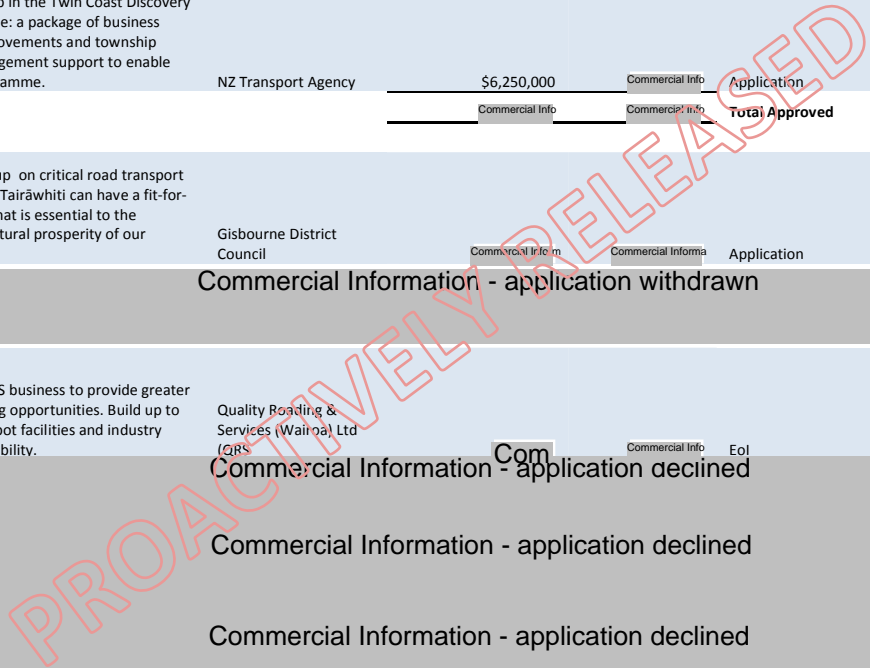 p in the Twin Coast Discovery
e: a package of business
ovements and township
gement support to enable
amme. NZ Transport Agency $6,250,000 Commercial Info Application
Commercial Info Commercial Info Total Approved
up on critical road transport
Tairāwhiti can have a fit-for-
nat is essential to the
tural prosperity of our Gisbourne District
Council Commercial Inform Commercial Informa Application
Commercial Information - application withdrawn
S business to provide greater
g opportunities. Build up to Quality Roading &
pot facilities and industry Services (Wairoa) Ltd
bility. (QRS Com Commercial Info EoI
Commercial Information - application declined
Commercial Information - application declined
Commercial Information - application declined
PROACTIVELY RELEASED